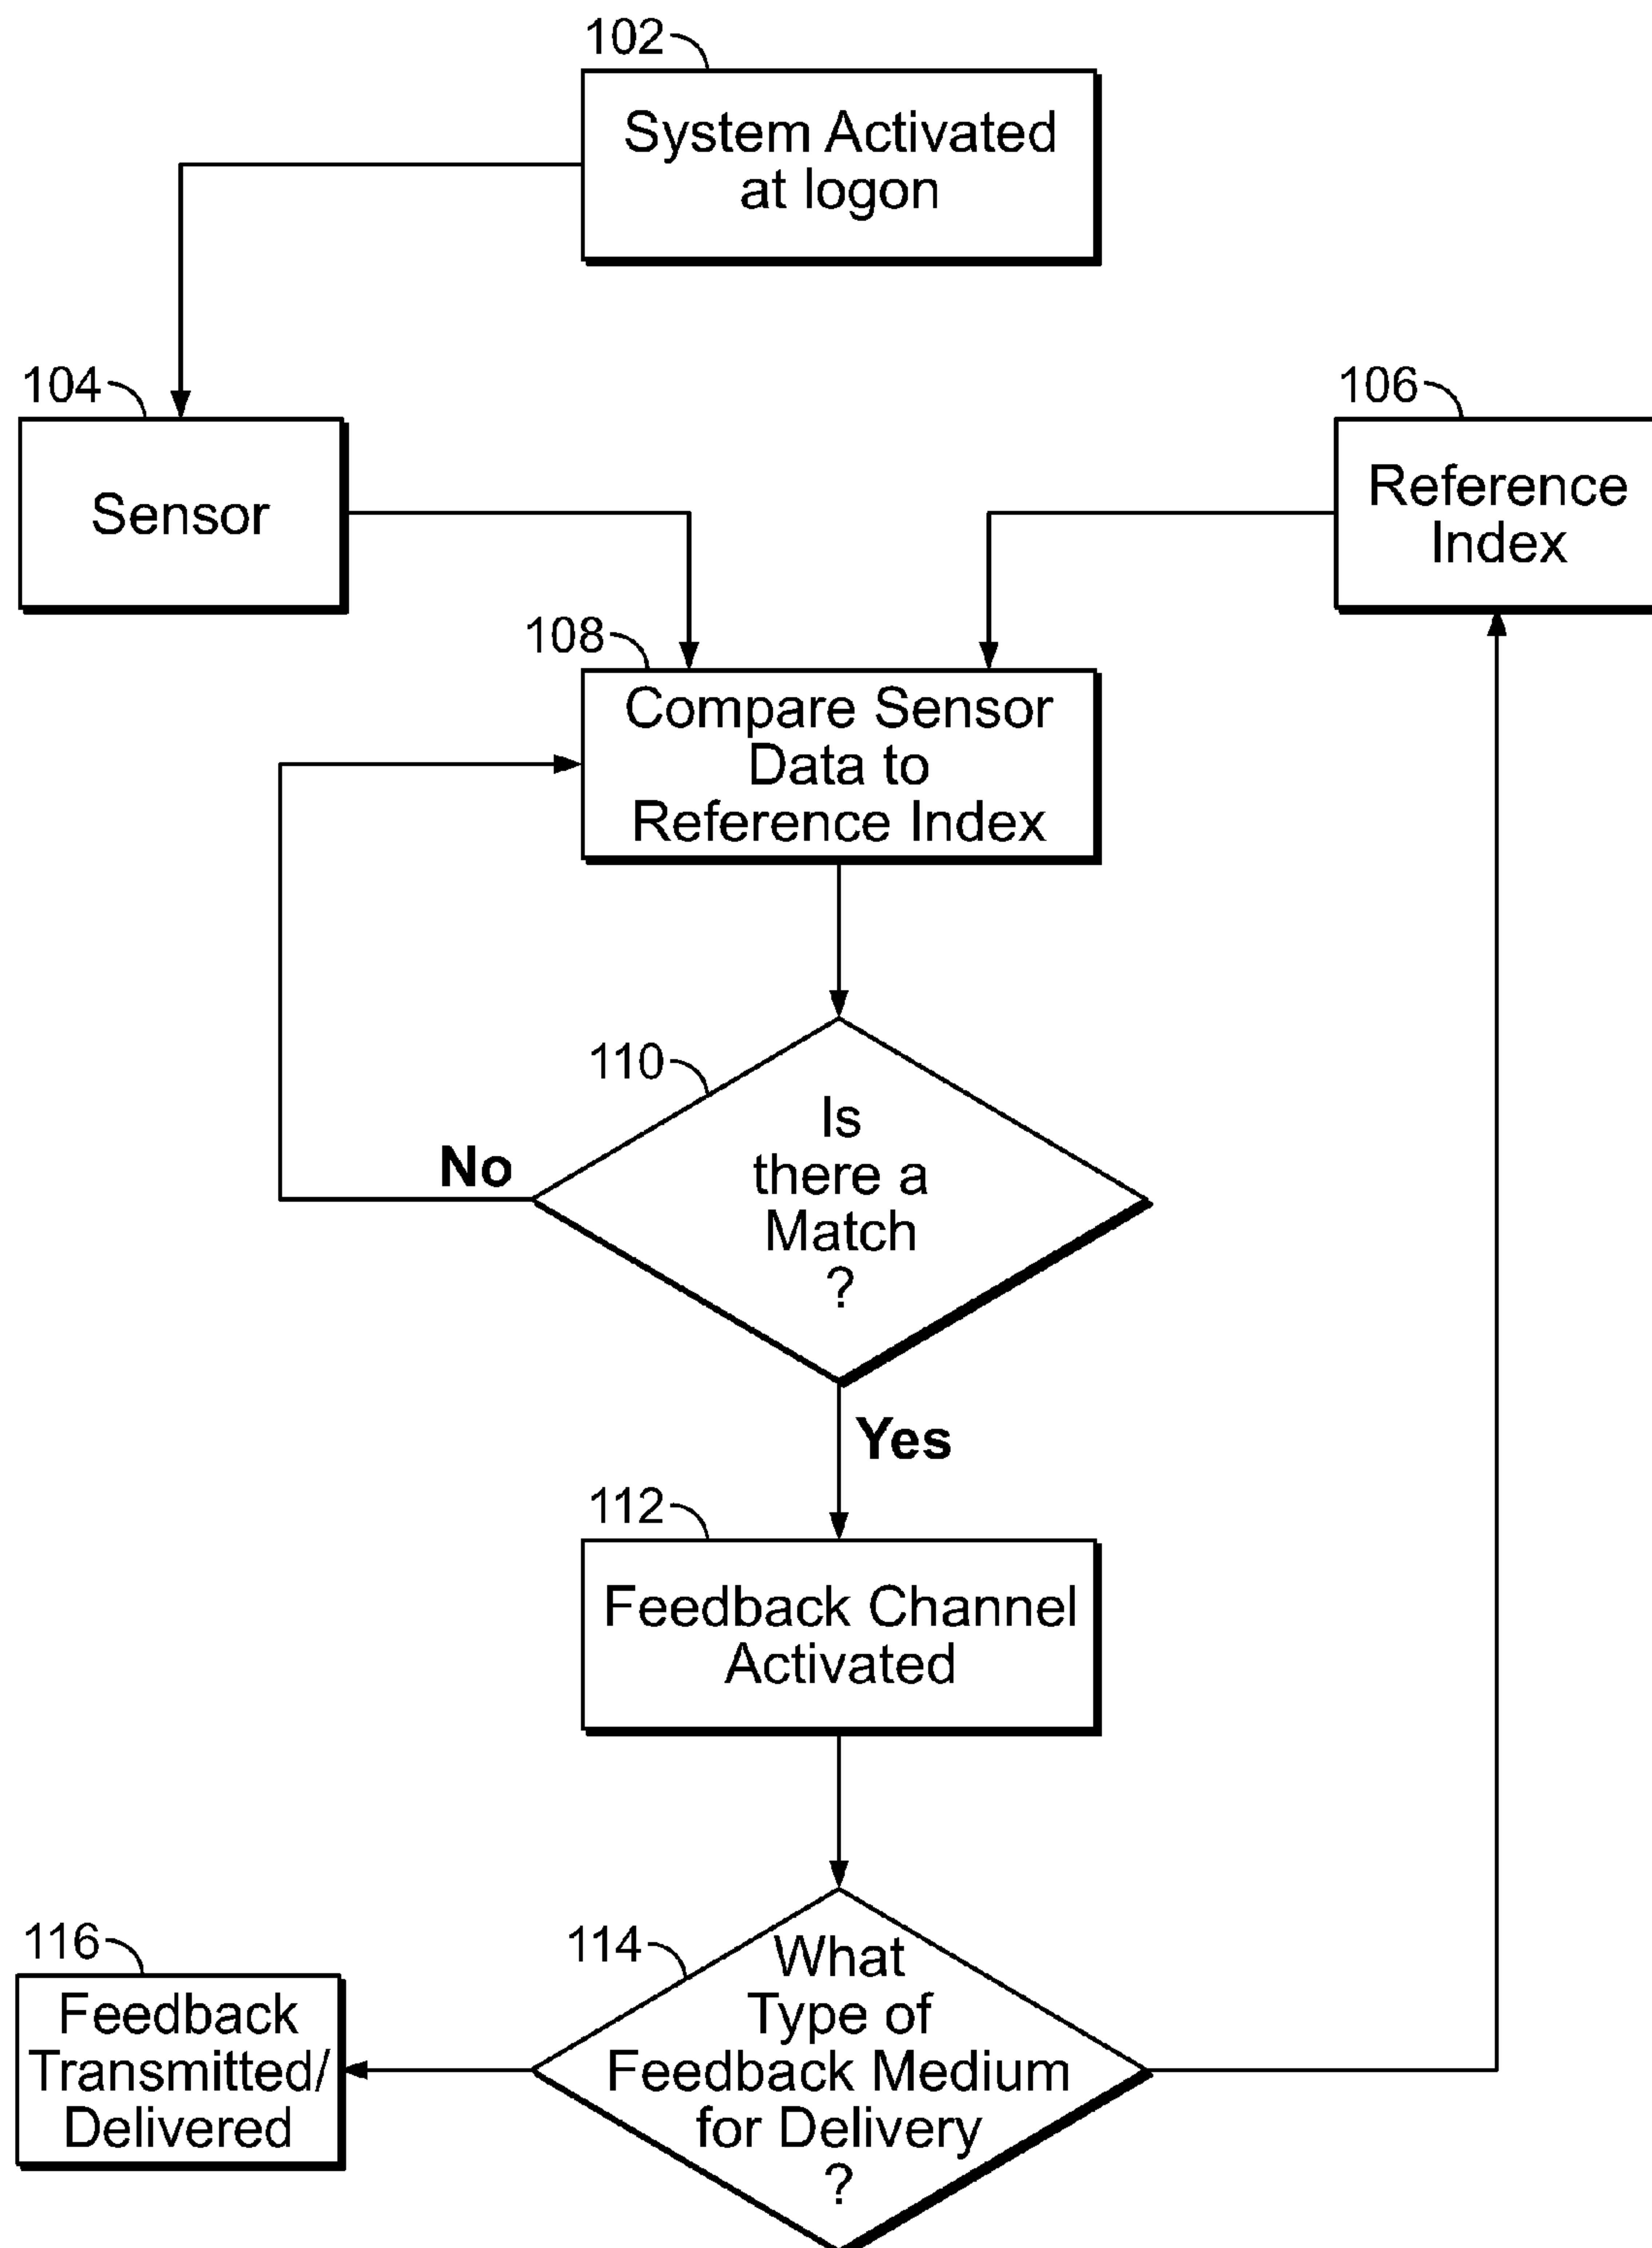 102
System Activated
at logon
104
Sensor
106
Reference
Index
108
Compare Sensor
Data to
Reference Index
110
Is
there a
Match
?
No
Yes
112
Feedback Channel
Activated
114
What
Type of
Feedback Medium
for Delivery
?
116
Feedback
Transmitted/
Delivered